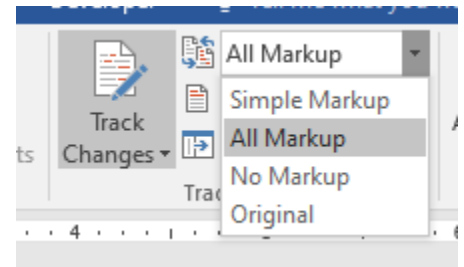 All Markup
Simple Markup
All Markup
No Markup
Original
Track
Changes
ts
Trac
4